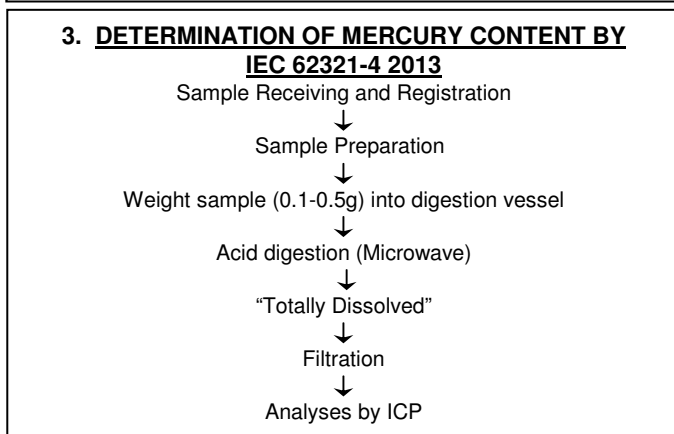 3. DETERMINATION OF MERCURY CONTENT BY
IEC 62321-4 2013
Sample Receiving and Registration
↓
Sample Preparation
↓
Weight sample (0.1-0.5g) into digestion vessel
↓
Acid digestion (Microwave)
↓
“Totally Dissolved”
↓
Filtration
↓
Analyses by ICP